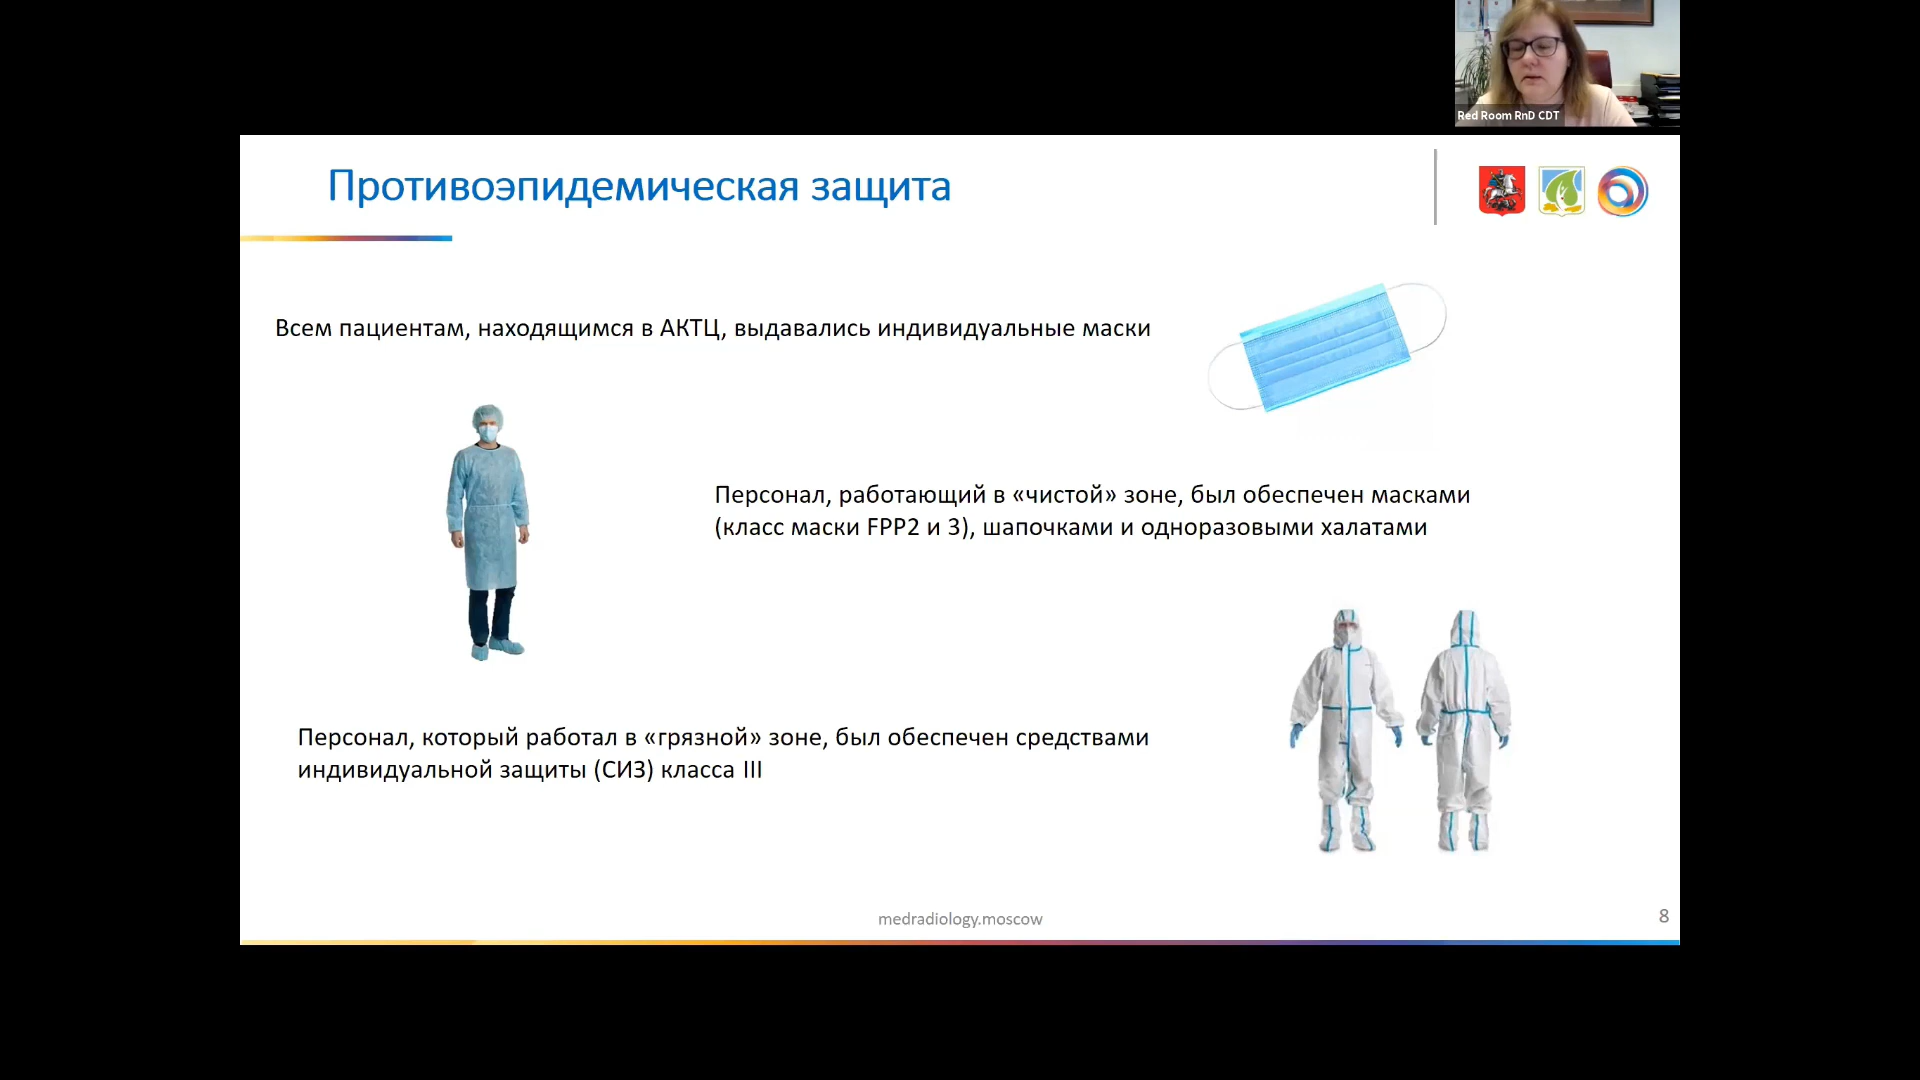 Red Room RnD CDT
Противоэпидемическая защита
Всем пациентам, находящимся в АКТЦ, выдавались индивидуальные маски
Персонал, работающий в «чистой» зоне, был обеспечен масками
(класс маски FPP2 и 3), шапочками и одноразовыми халатами
Персонал, который работал в «грязной» зоне, был обеспечен средствами
индивидуальной защиты (СИЗ) класса III
medradiology.moscow
8